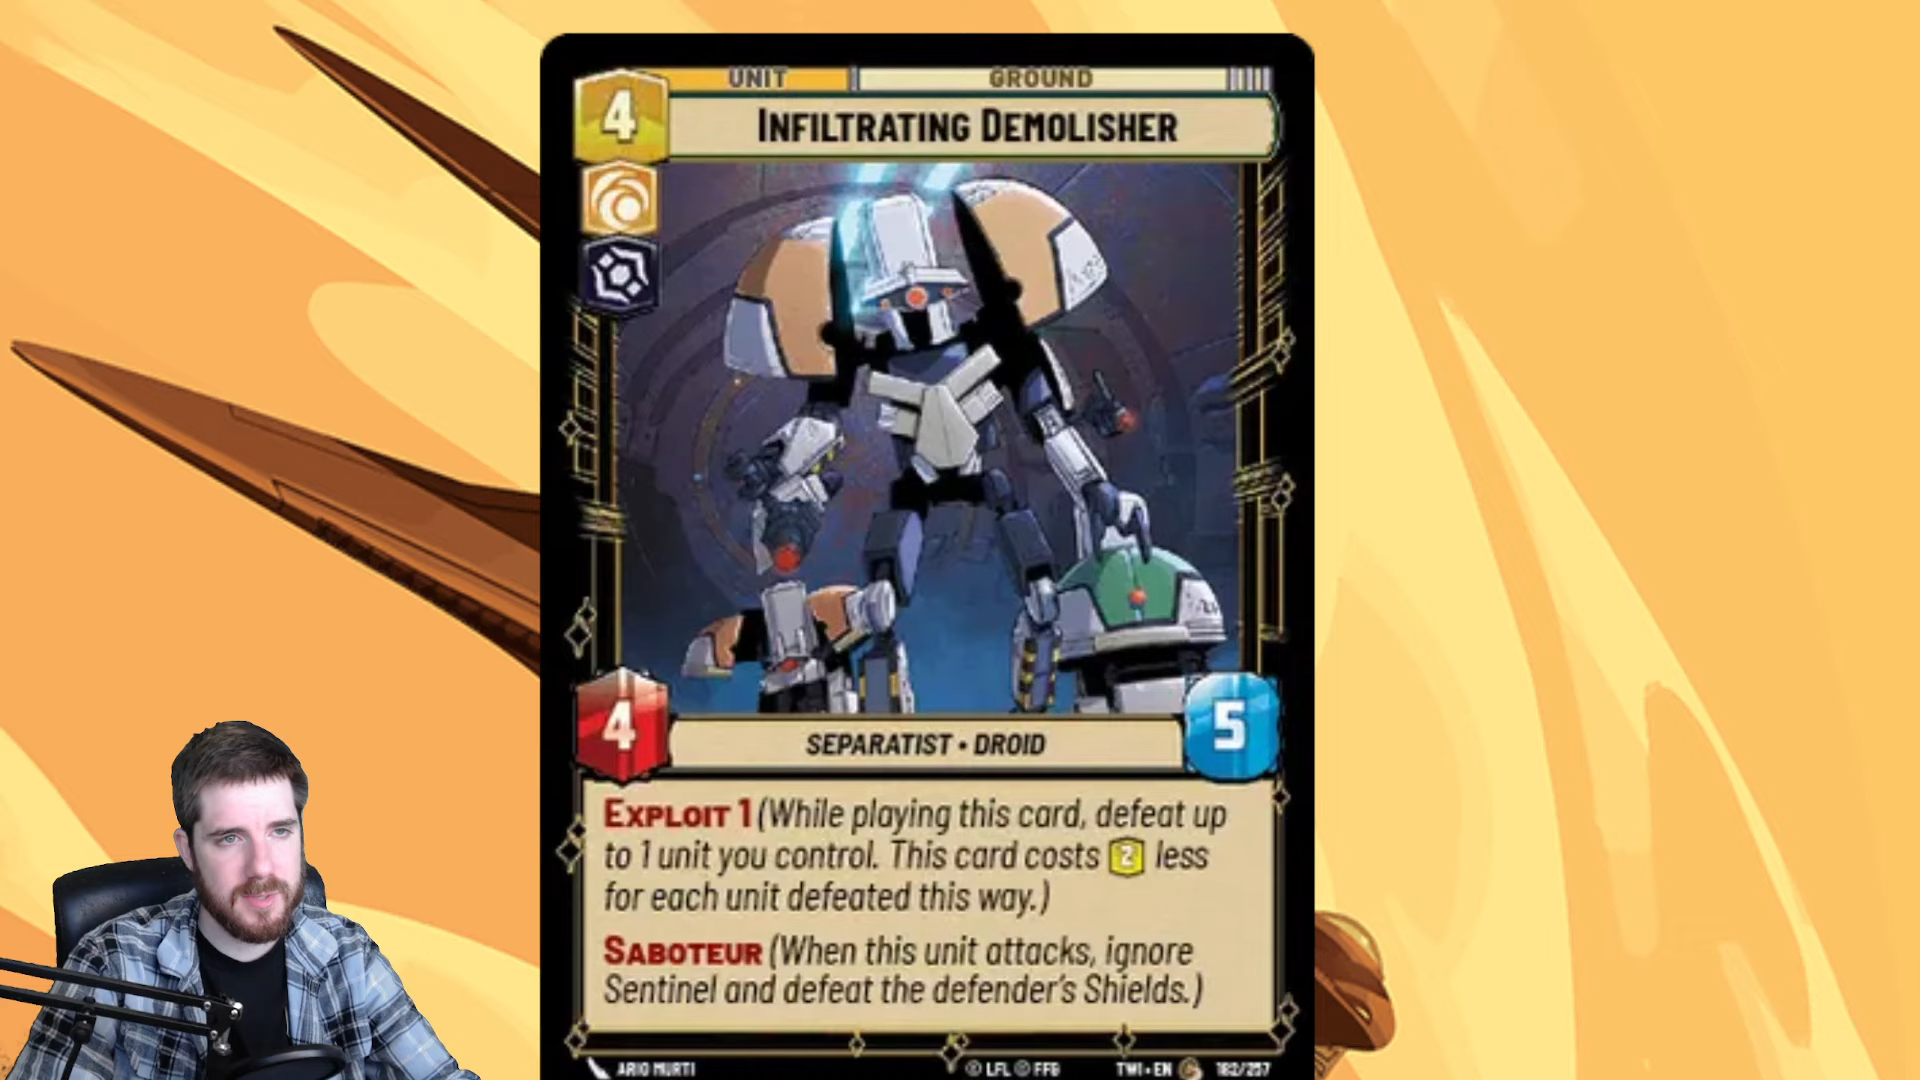 UNIT GROUND
4 INFILTRATING DEMOLISHER
4 SEPARATIST • DROID 5
EXPLOIT 1 (While playing this card, defeat up
to 1 unit you control. This card costs 2 less
for each unit defeated this way.)
SABOTEUR (When this unit attacks, ignore
Sentinel and defeat the defender's Shields.)
ARIO MURTI © LFL © FFG TWI • EN C 182/257